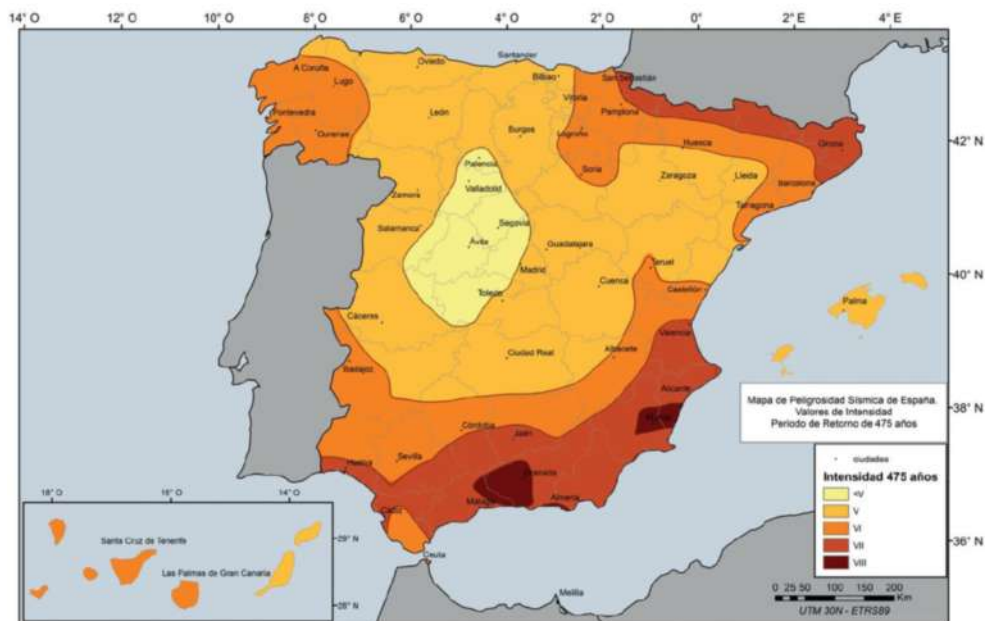 14° O 12° O 10° O 8° O 6° O 4° O 2° O 0° 2° E 4° E
A Coruña
Lugo
Pontevedra
Ourense
Oviedo
Santander
Bilbao
San Sebastián
Vitoria
Pamplona
León
Burgos
Logroño
Huesca
Girona
Palencia
Soria
Zaragoza
Lleida
Barcelona
Valladolid
Zamora
Tarragona
Segovia
Salamanca
Ávila
Guadalajara
Madrid
Teruel
Cuenca
Castellón
Toledo
Palma
Cáceres
Valencia
Ciudad Real
Albacete
Badajoz
Alicante
Córdoba
Jaén
Sevilla
Huelva
Granada
Málaga
Almería
Cádiz
Ceuta
Melilla
42° N
40° N
38° N
36° N
Mapa de Peligrosidad Sísmica de España.
Valores de Intensidad
Periodo de Retorno de 475 años
ciudades
Intensidad 475 años
<V
V
VI
VII
VIII
0 25 50 100 150 200
Km
UTM 30N - ETRS89
18° O 16° O 14° O
Santa Cruz de Tenerife
Las Palmas de Gran Canaria
29° N
28° N